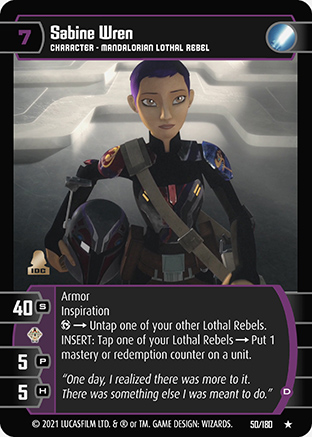 7
Sabine Wren
CHARACTER - MANDALORIAN LOTHAL REBEL
IDC
40 S
5 P
5 H
Armor
Inspiration
→ Untap one of your other Lothal Rebels.
INSERT: Tap one of your Lothal Rebels → Put 1
mastery or redemption counter on a unit.
“One day, I realized there was more to it.
There was something else I was meant to do.”
D
© 2021 LUCASFILM LTD. & ® or TM. GAME DESIGN: WIZARDS.
50/180